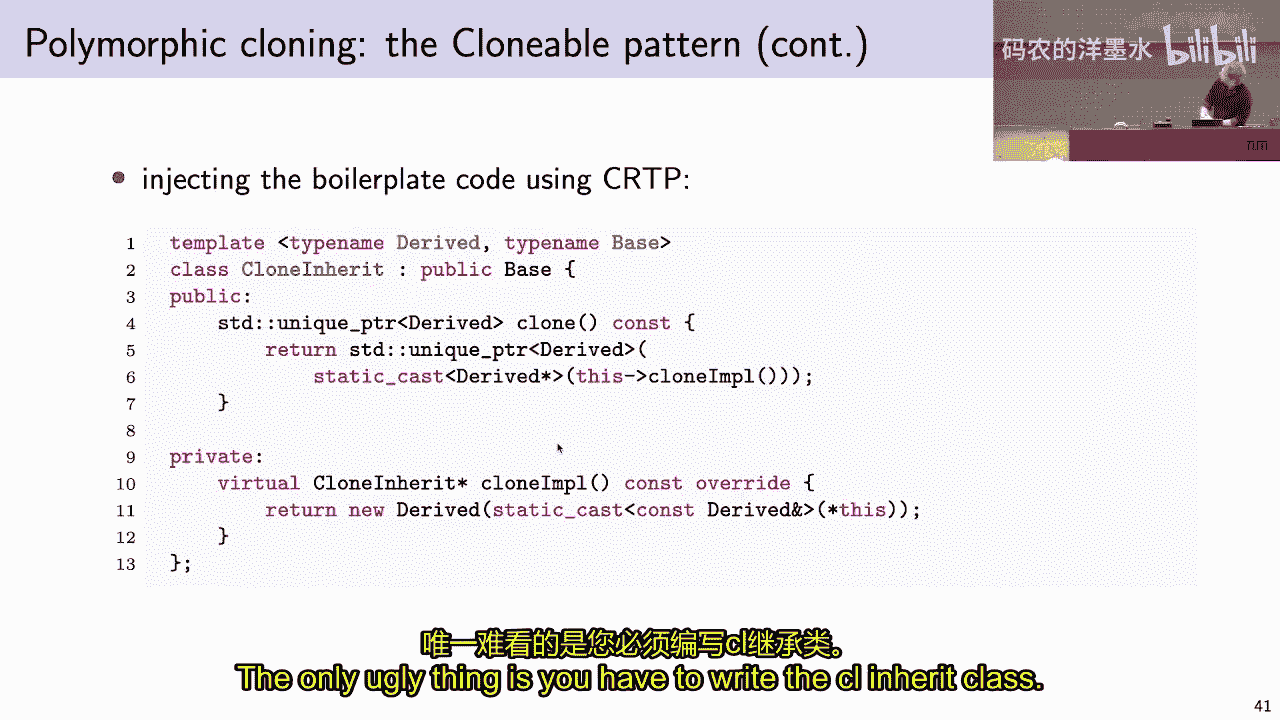 Polymorphic cloning: the Cloneable pattern (cont.)
码农的洋墨水 bilibili
nm
• injecting the boilerplate code using CRTP:
1 template <typename Derived, typename Base>
2 class CloneInherit : public Base {
3 public:
4 std::unique_ptr<Derived> clone() const {
5 return std::unique_ptr<Derived>(
6 static_cast<Derived*>(this->cloneImpl()));
7 }
8
9 private:
10 virtual CloneInherit* cloneImpl() const override {
11 return new Derived(static_cast<const Derived&>(*this));
12 }
13 };
唯一难看的是您必须编写cl继承类。
The only ugly thing is you have to write the cl inherit class.
41